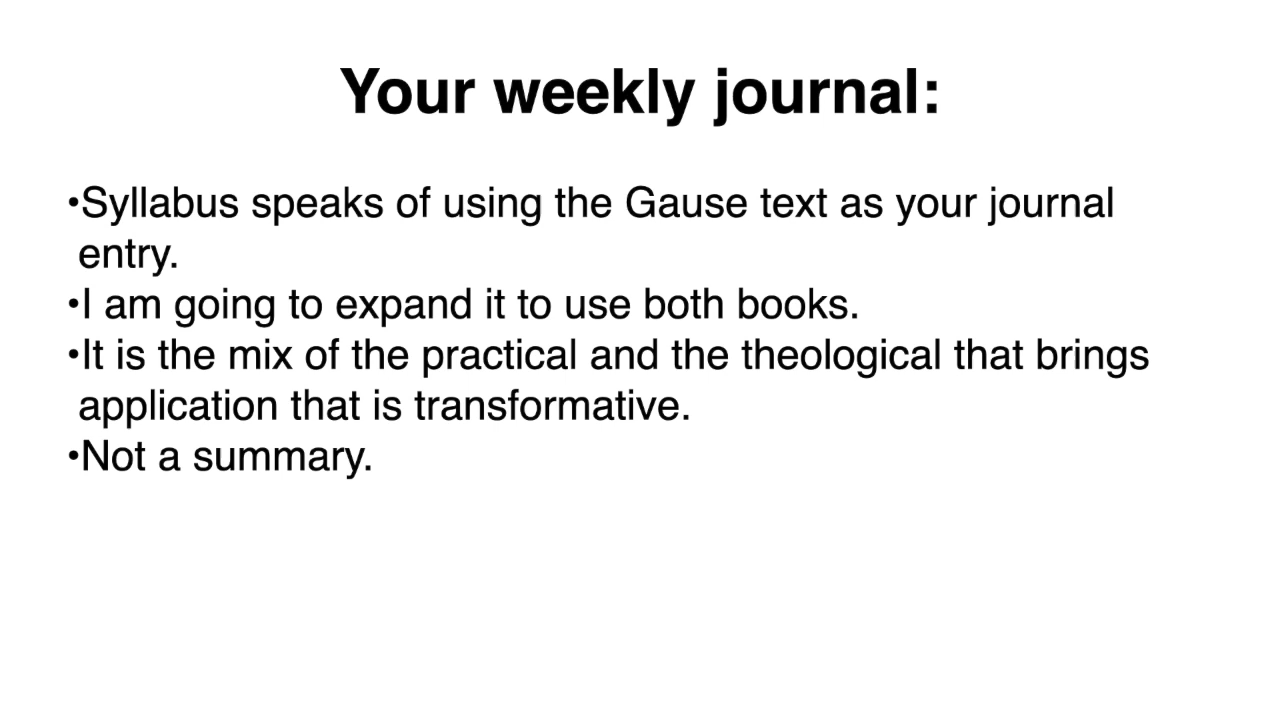 Your weekly journal:
•Syllabus speaks of using the Gause text as your journal
entry.
•I am going to expand it to use both books.
•It is the mix of the practical and the theological that brings
application that is transformative.
•Not a summary.